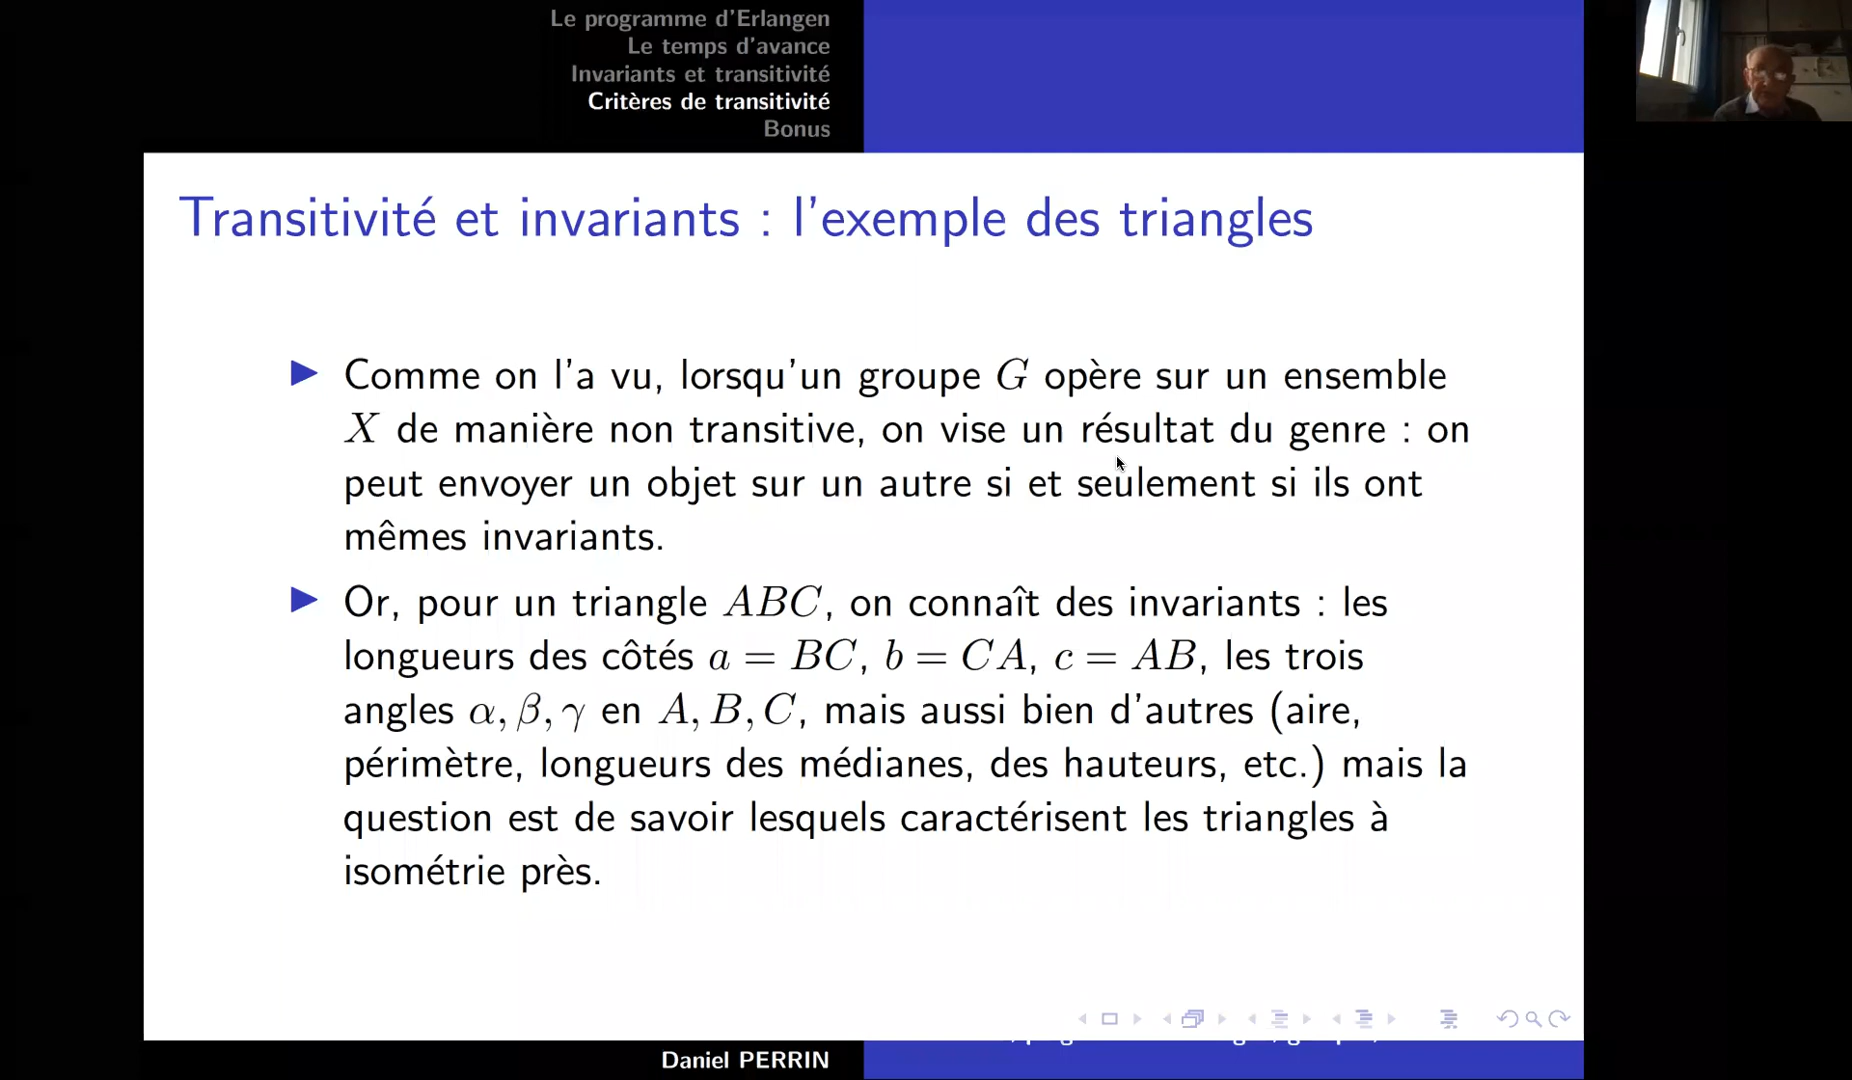 Le programme d'Erlangen
Le temps d'avance
Invariants et transitivité
Critères de transitivité
Bonus
Transitivité et invariants : l'exemple des triangles
Comme on l'a vu, lorsqu'un groupe G opère sur un ensemble
X de manière non transitive, on vise un résultat du genre : on
peut envoyer un objet sur un autre si et seulement si ils ont
mêmes invariants.
Or, pour un triangle ABC, on connaît des invariants : les
longueurs des côtés a = BC, b = CA, c = AB, les trois
angles α, β, γ en A, B, C, mais aussi bien d'autres (aire,
périmètre, longueurs des médianes, des hauteurs, etc.) mais la
question est de savoir lesquels caractérisent les triangles à
isométrie près.
Daniel PERRIN